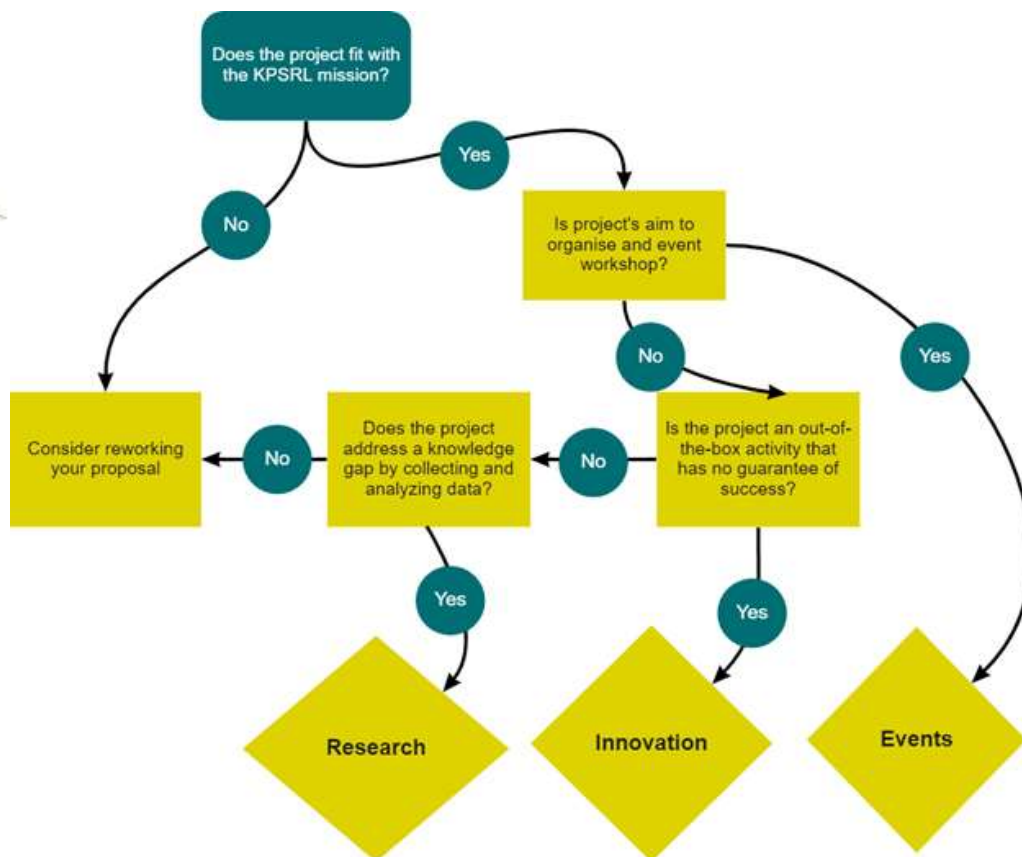 Does the project fit with
the KPSRL mission?
Yes
No
Is project's aim to
organise and event
workshop?
Yes
No
Is the project an out-of-
the-box activity that
has no guarantee of
success?
No
Does the project
address a knowledge
gap by collecting and
analyzing data?
No
Consider reworking
your proposal
Yes
Yes
Research
Innovation
Events